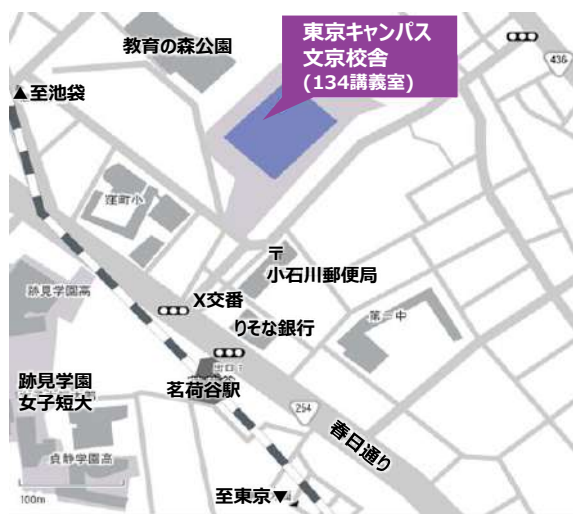 東京キャンパス
文京校舎
(134講義室)
教育の森公園
436
▲至池袋
窪町小
〒
小石川郵便局
跡見学園高
X交番
りそな銀行
第一中
出口1
跡見学園
女子短大
茗荷谷駅
254
春日通り
貞静学園高
100m
至東京▼